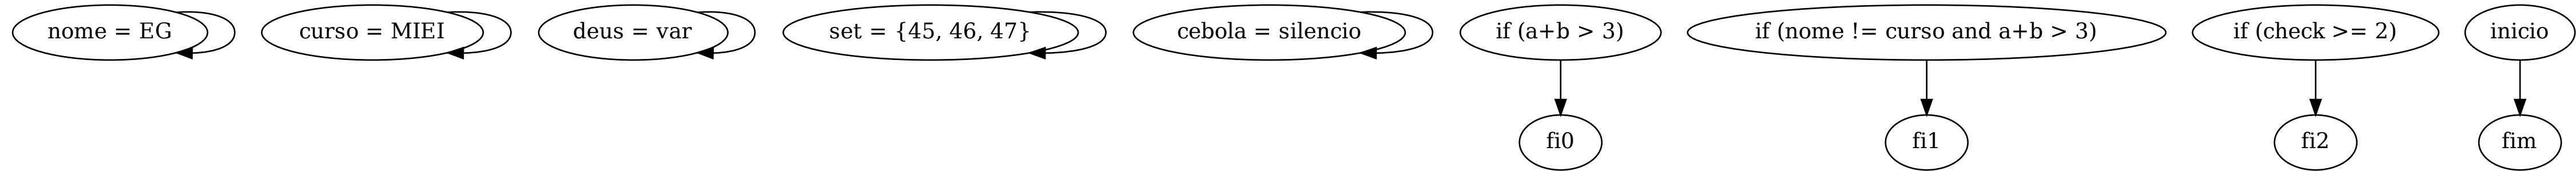 nome = EG
curso = MIEI
deus = var
set = {45, 46, 47}
cebola = silencio
if (a+b > 3)
if (nome != curso and a+b > 3)
if (check >= 2)
inicio
fi0
fi1
fi2
fim